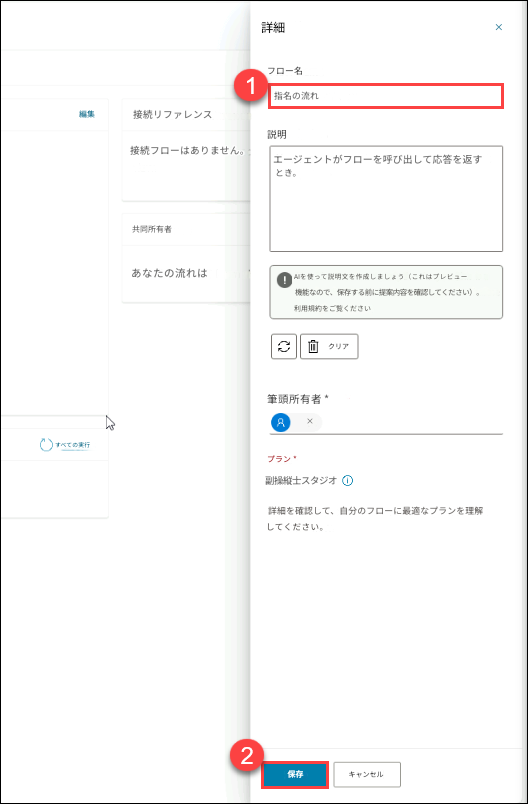 詳細
フロー名
1
指名の流れ
編集
接続リファレンス
説明
接続フローはありません。
エージェントがフローを呼び出して応答を返す
とき。
共同所有者
あなたの流れは
AIを使って説明文を作成しましょう(これはプレビュー
機能なので、保存する前に提案内容を確認してください)。
利用規約をご覧ください
クリア
筆頭所有者 *
すべての実行
プラン *
副操縦士スタジオ
詳細を確認して、自分のフローに最適なプランを理解
してください。
2
保存
キャンセル